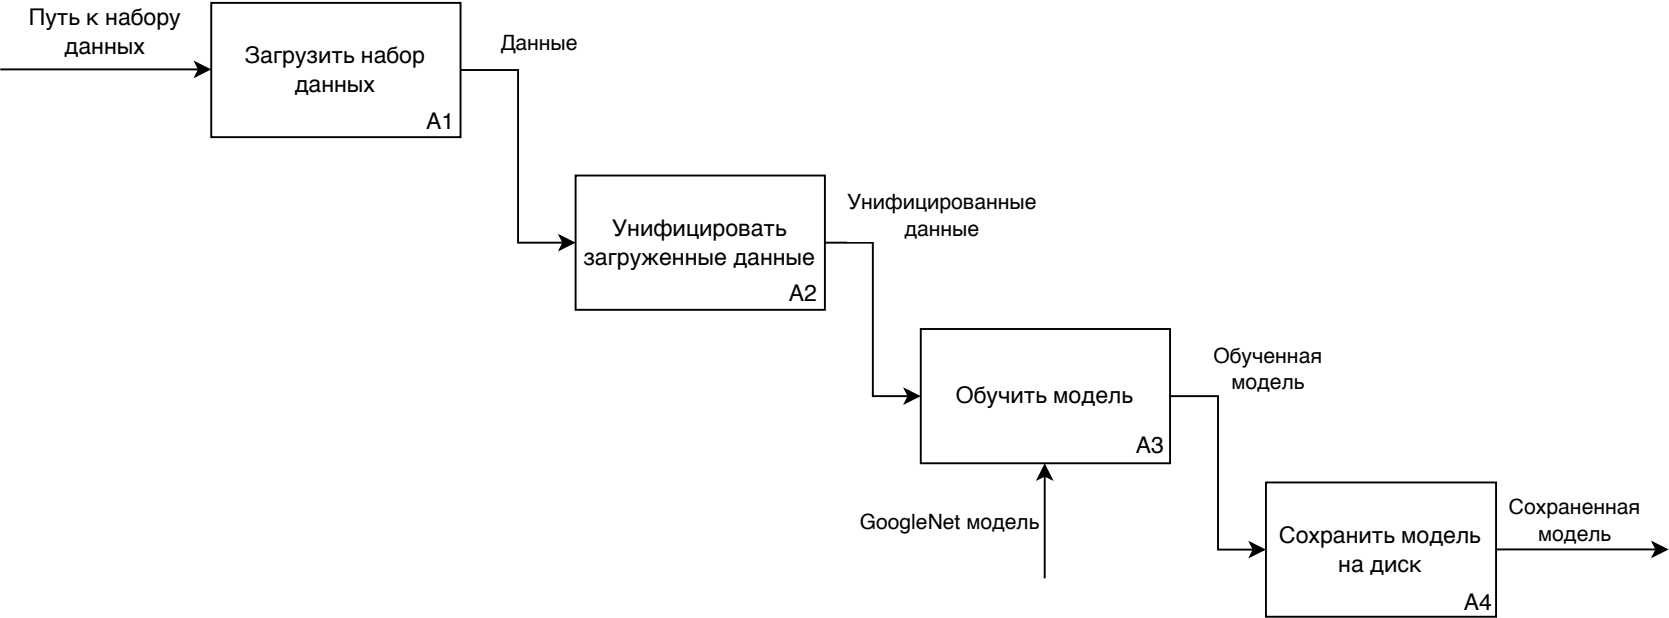 Путь к набору
данных
Загрузить набор
данных
A1
Данные
Унифицировать
загруженные данные
A2
Унифицированные
данные
Обучить модель
A3
GoogleNet модель
Обученная
модель
Сохранить модель
на диск
A4
Сохраненная
модель